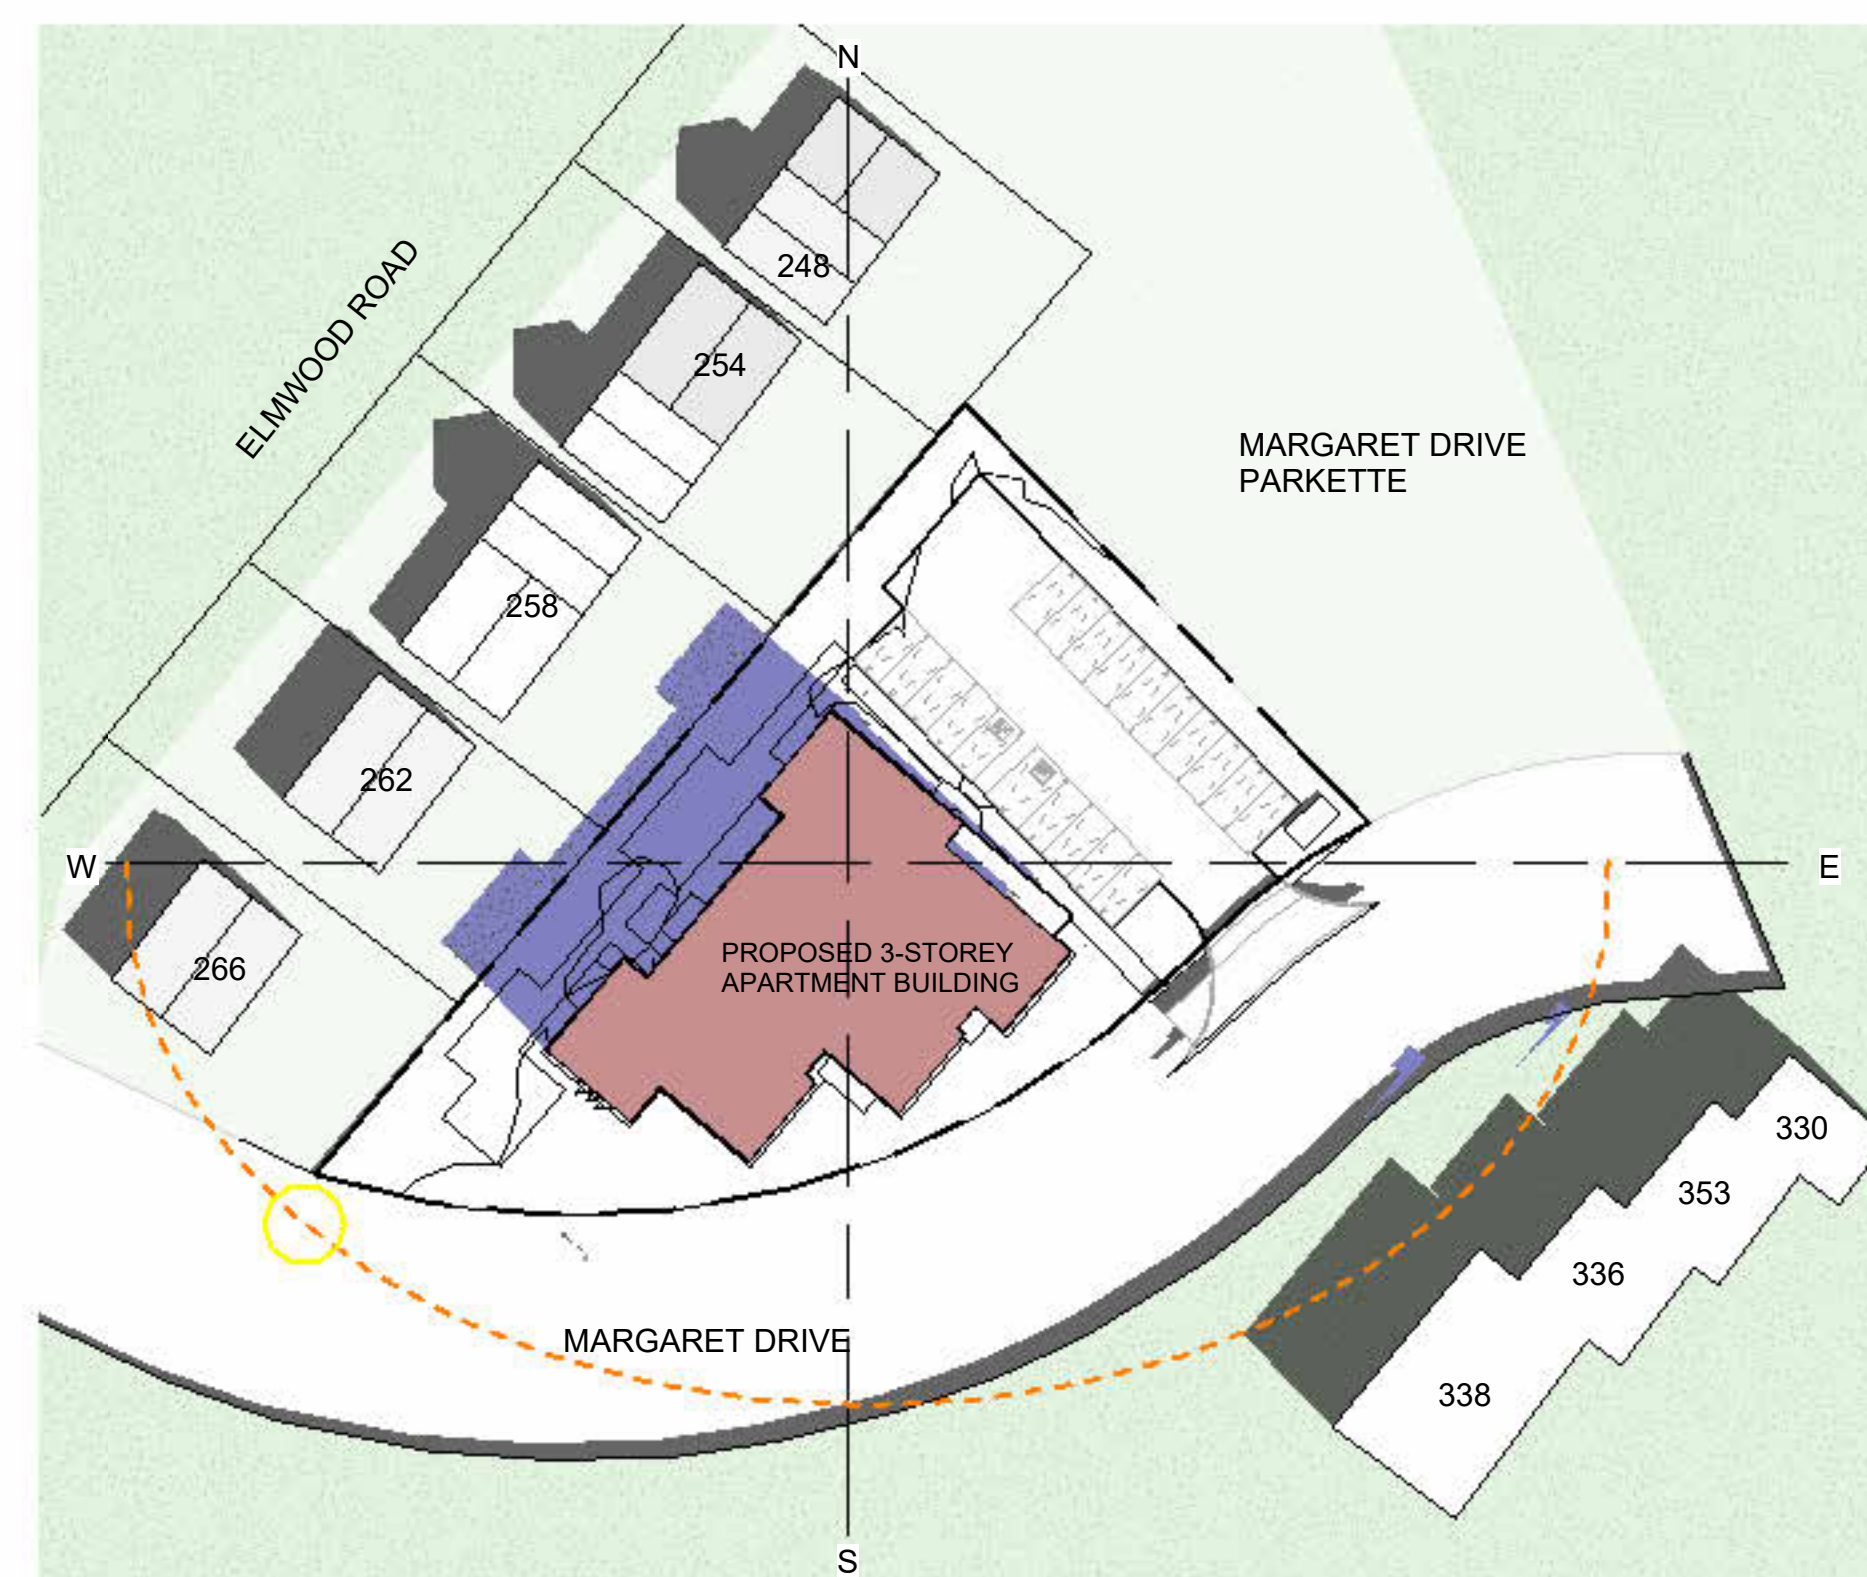 N
248
254
ELMWOOD ROAD
MARGARET DRIVE
PARKETTE
258
262
W
E
266
PROPOSED 3-STOREY
APARTMENT BUILDING
330
353
336
MARGARET DRIVE
338
S